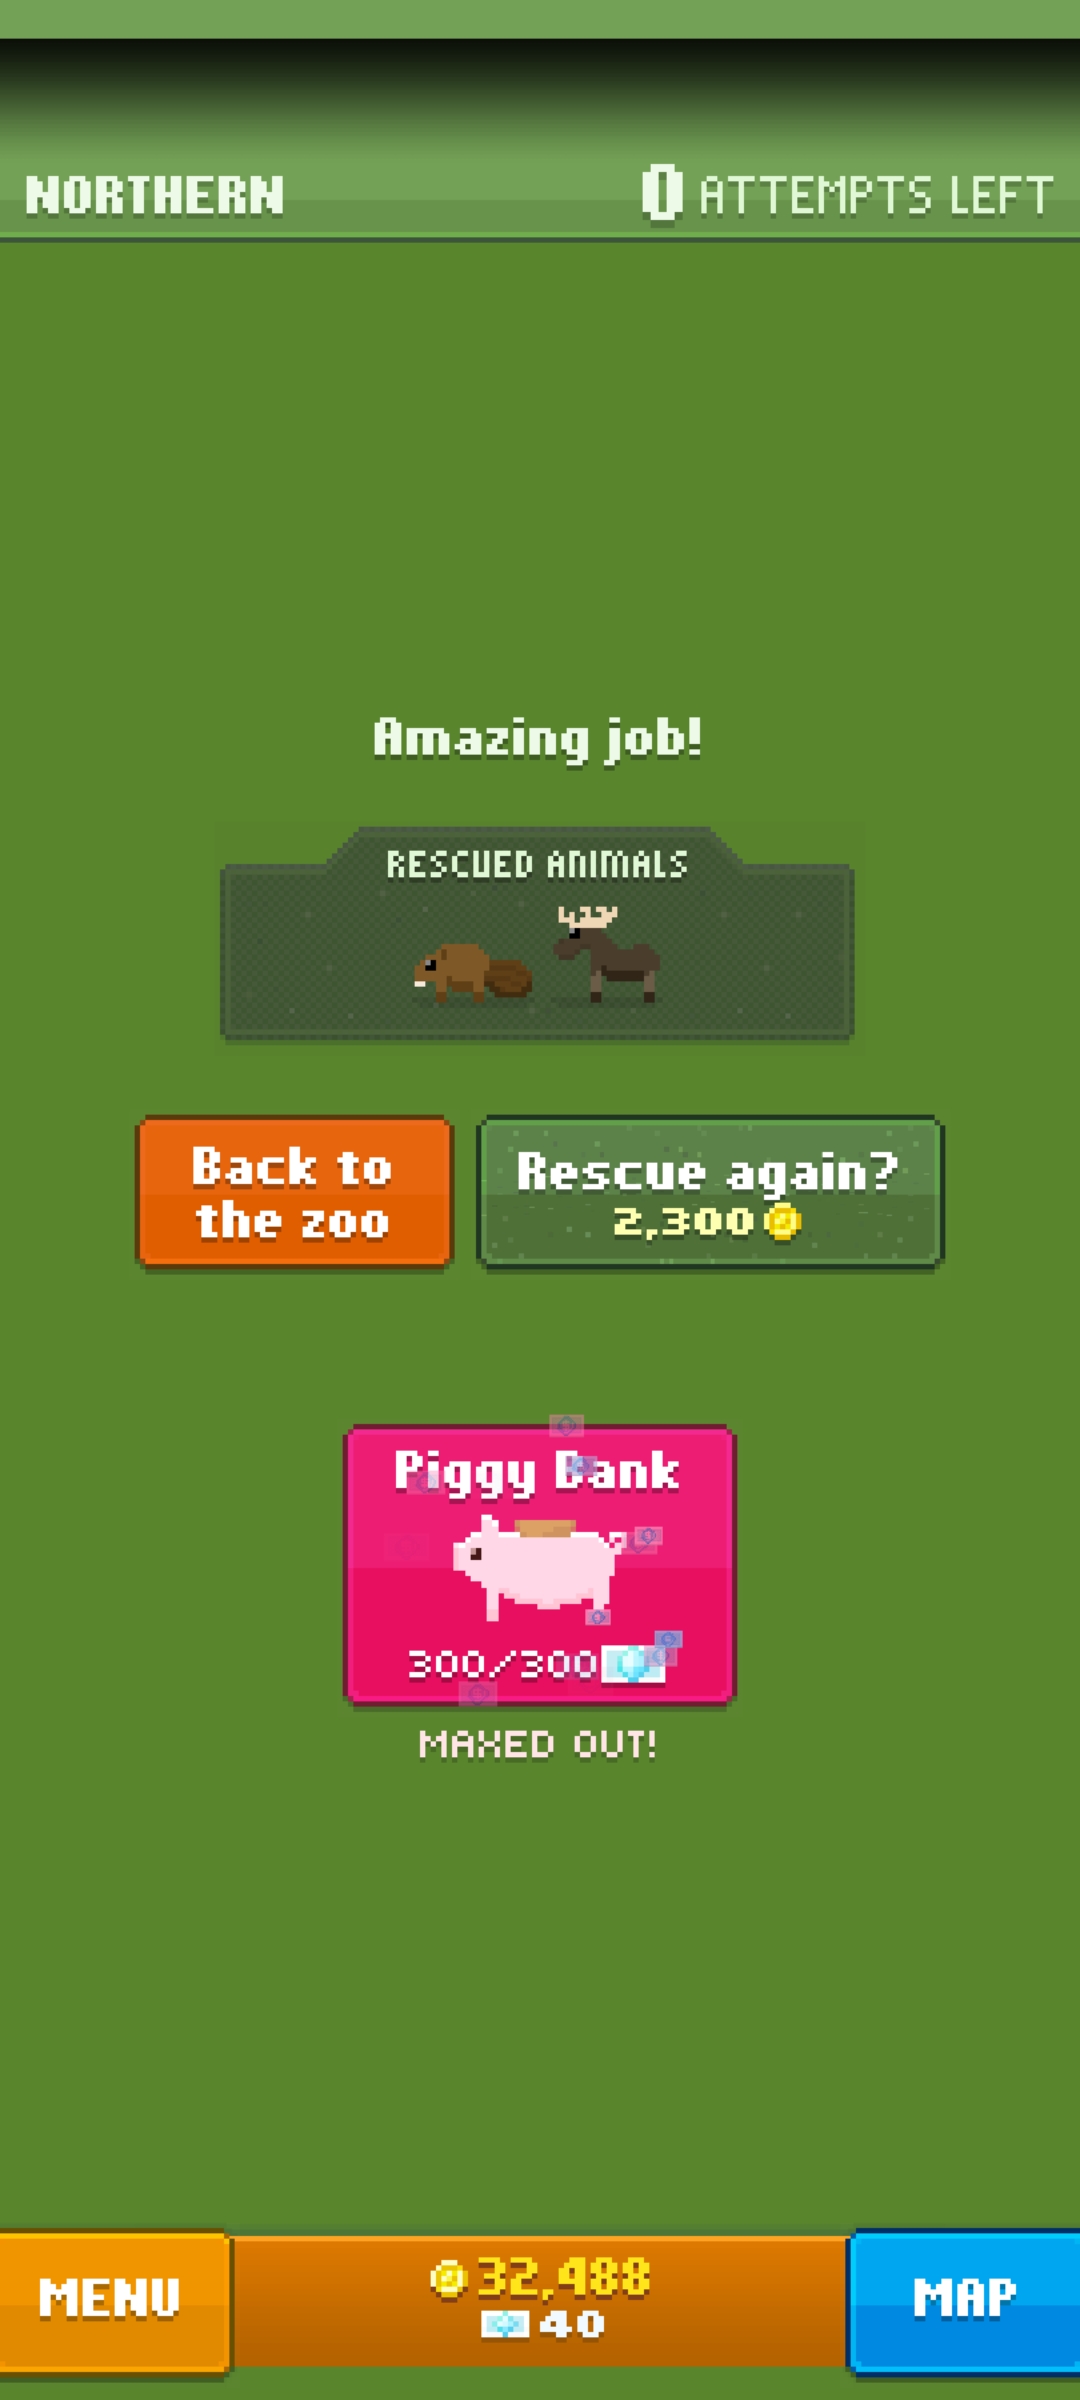 NORTHERN
0 ATTEMPTS LEFT
Amazing job!
RESCUED ANIMALS
Back to
the zoo
Rescue again?
2,300
Piggy Bank
300/300
MAXED OUT!
MENU
32,488
40
MAP